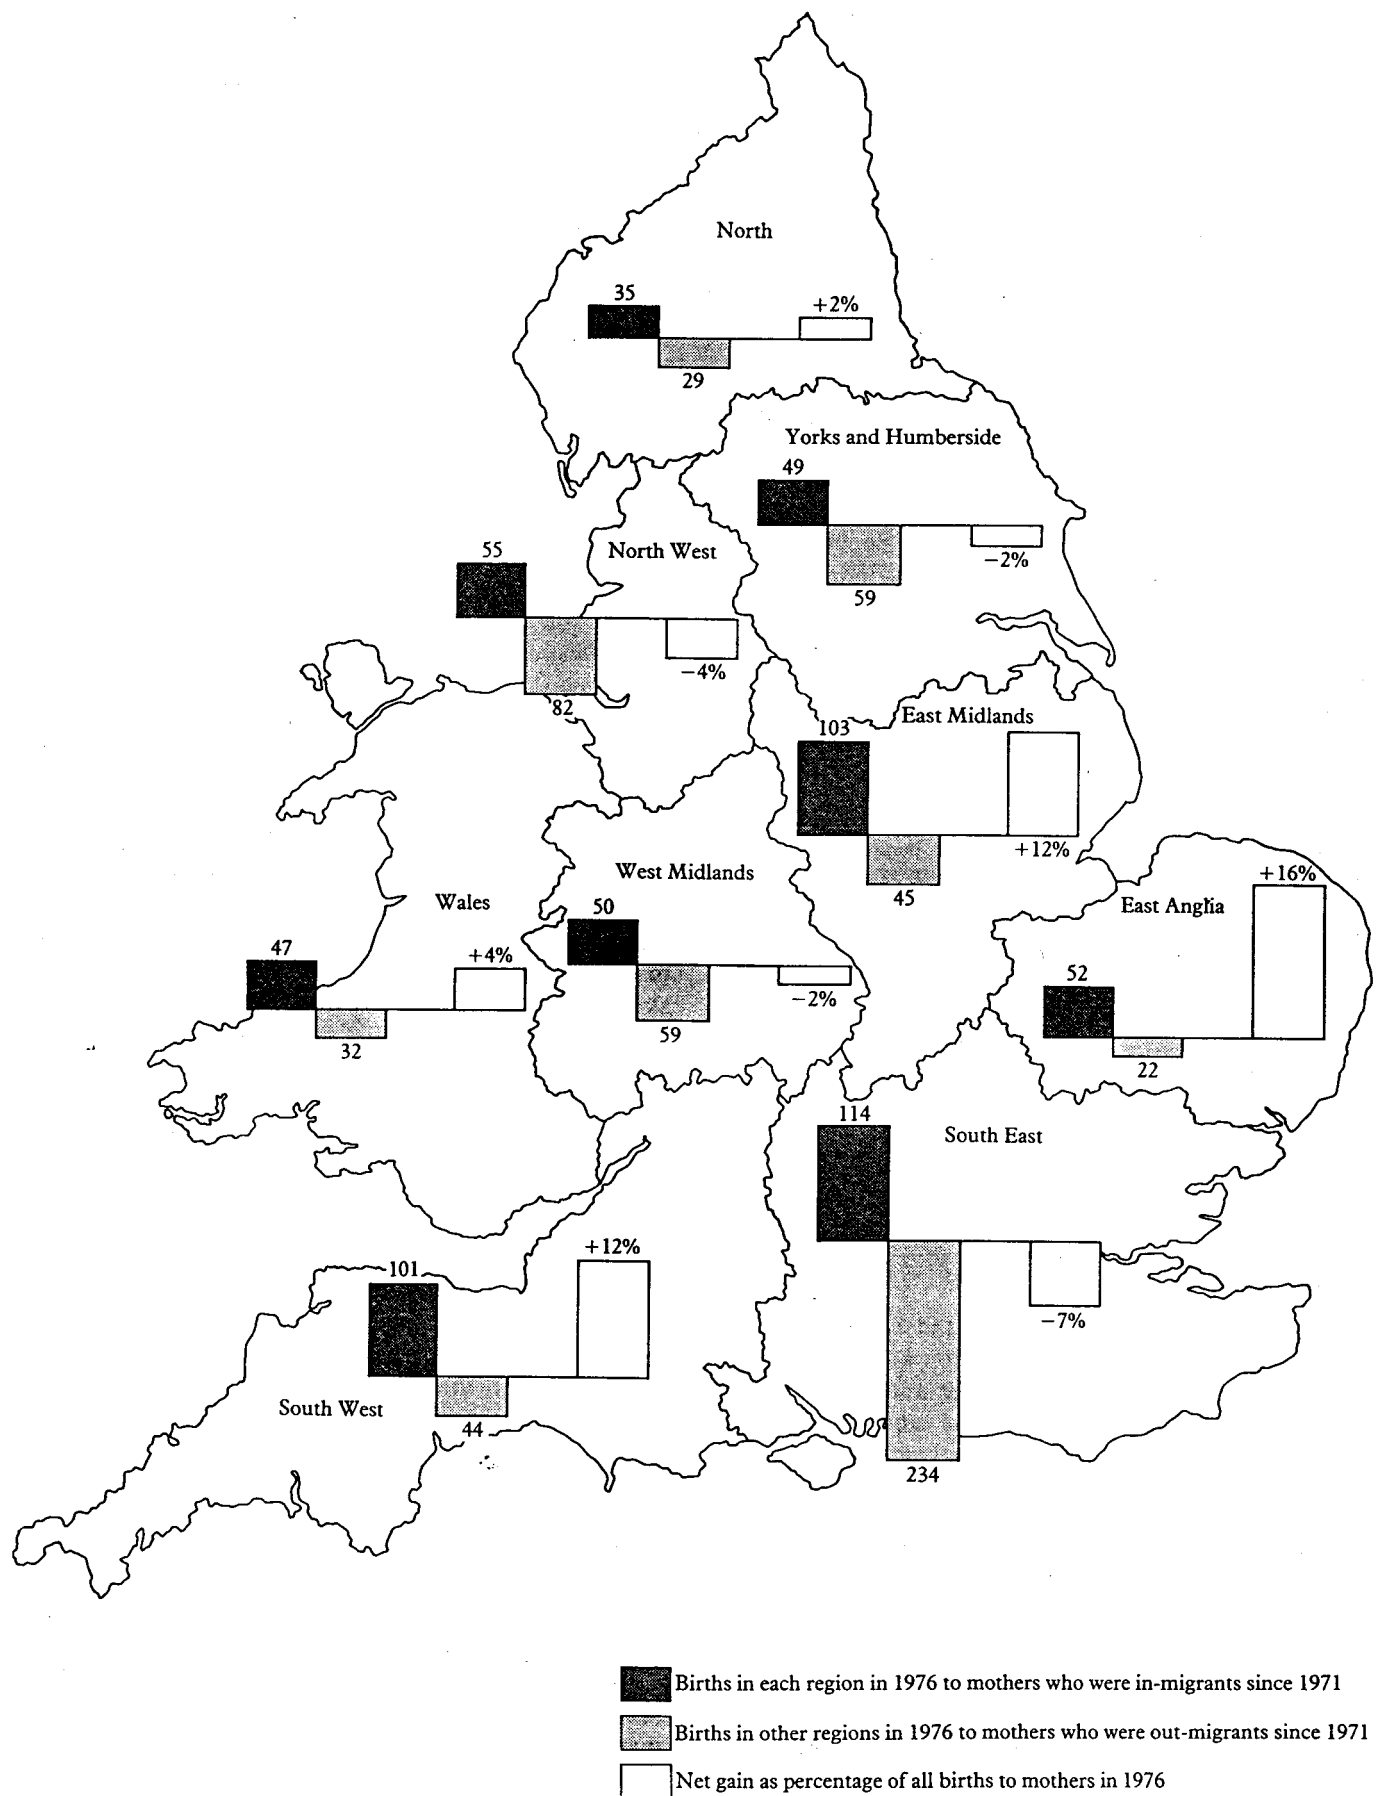 North
35
+2%
29
Yorks and Humberside
49
−2%
59
North West
55
−4%
82
East Midlands
103
+12%
45
West Midlands
50
−2%
59
Wales
47
+4%
32
East Anglia
+16%
52
22
South East
114
−7%
234
+12%
101
South West
44
Births in each region in 1976 to mothers who were in-migrants since 1971
Births in other regions in 1976 to mothers who were out-migrants since 1971
Net gain as percentage of all births to mothers in 1976